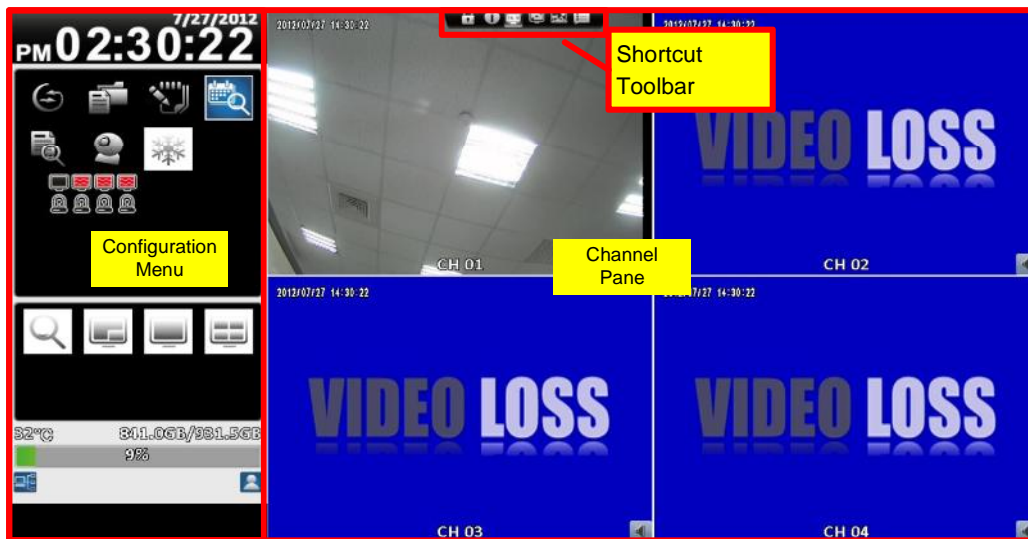 7/27/2012
PM 02:30:22
Configuration
Menu
32°C 841.0GB/931.5GB
9%
2012/07/27 14:30:22
CH 01
Shortcut
Toolbar
2012/07/27 14:30:22
VIDEO LOSS
CH 02
Channel
Pane
2012/07/27 14:30:22
VIDEO LOSS
CH 03
2012/07/27 14:30:22
VIDEO LOSS
CH 04